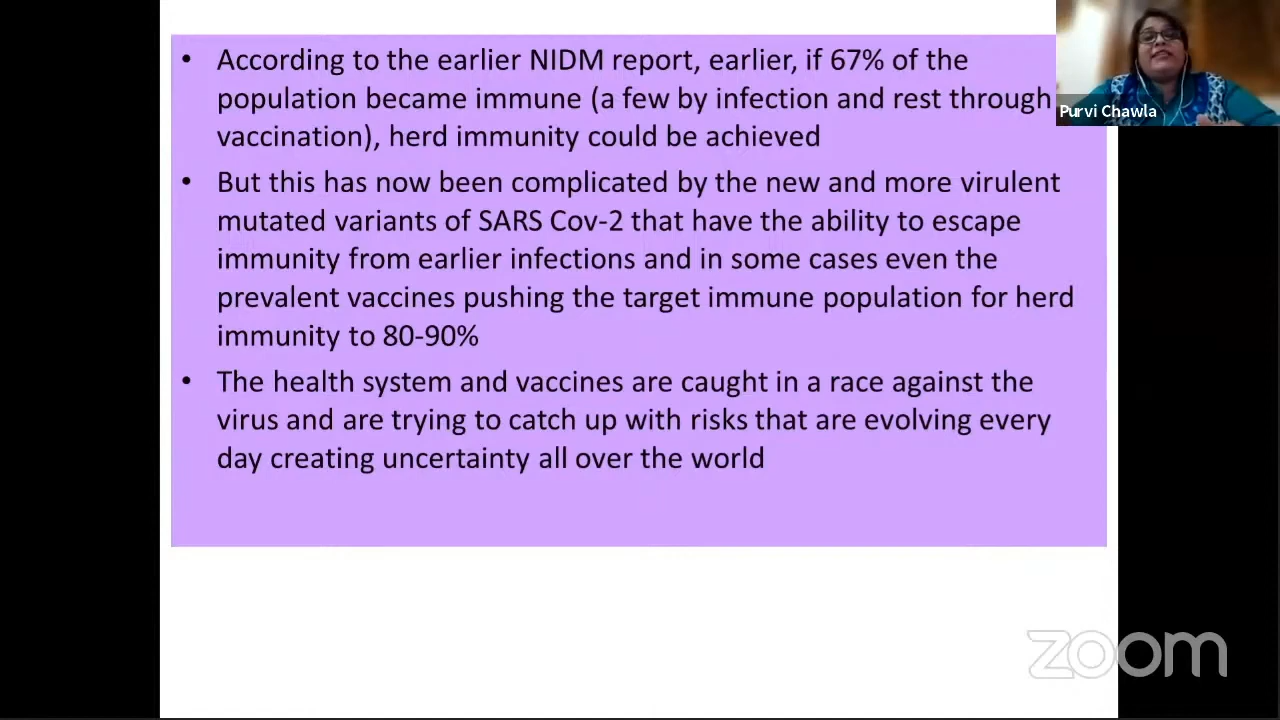 • According to the earlier NIDM report, earlier, if 67% of the
population became immune (a few by infection and rest through
vaccination), herd immunity could be achieved
• But this has now been complicated by the new and more virulent
mutated variants of SARS Cov-2 that have the ability to escape
immunity from earlier infections and in some cases even the
prevalent vaccines pushing the target immune population for herd
immunity to 80-90%
• The health system and vaccines are caught in a race against the
virus and are trying to catch up with risks that are evolving every
day creating uncertainty all over the world
Purvi Chawla
zoom